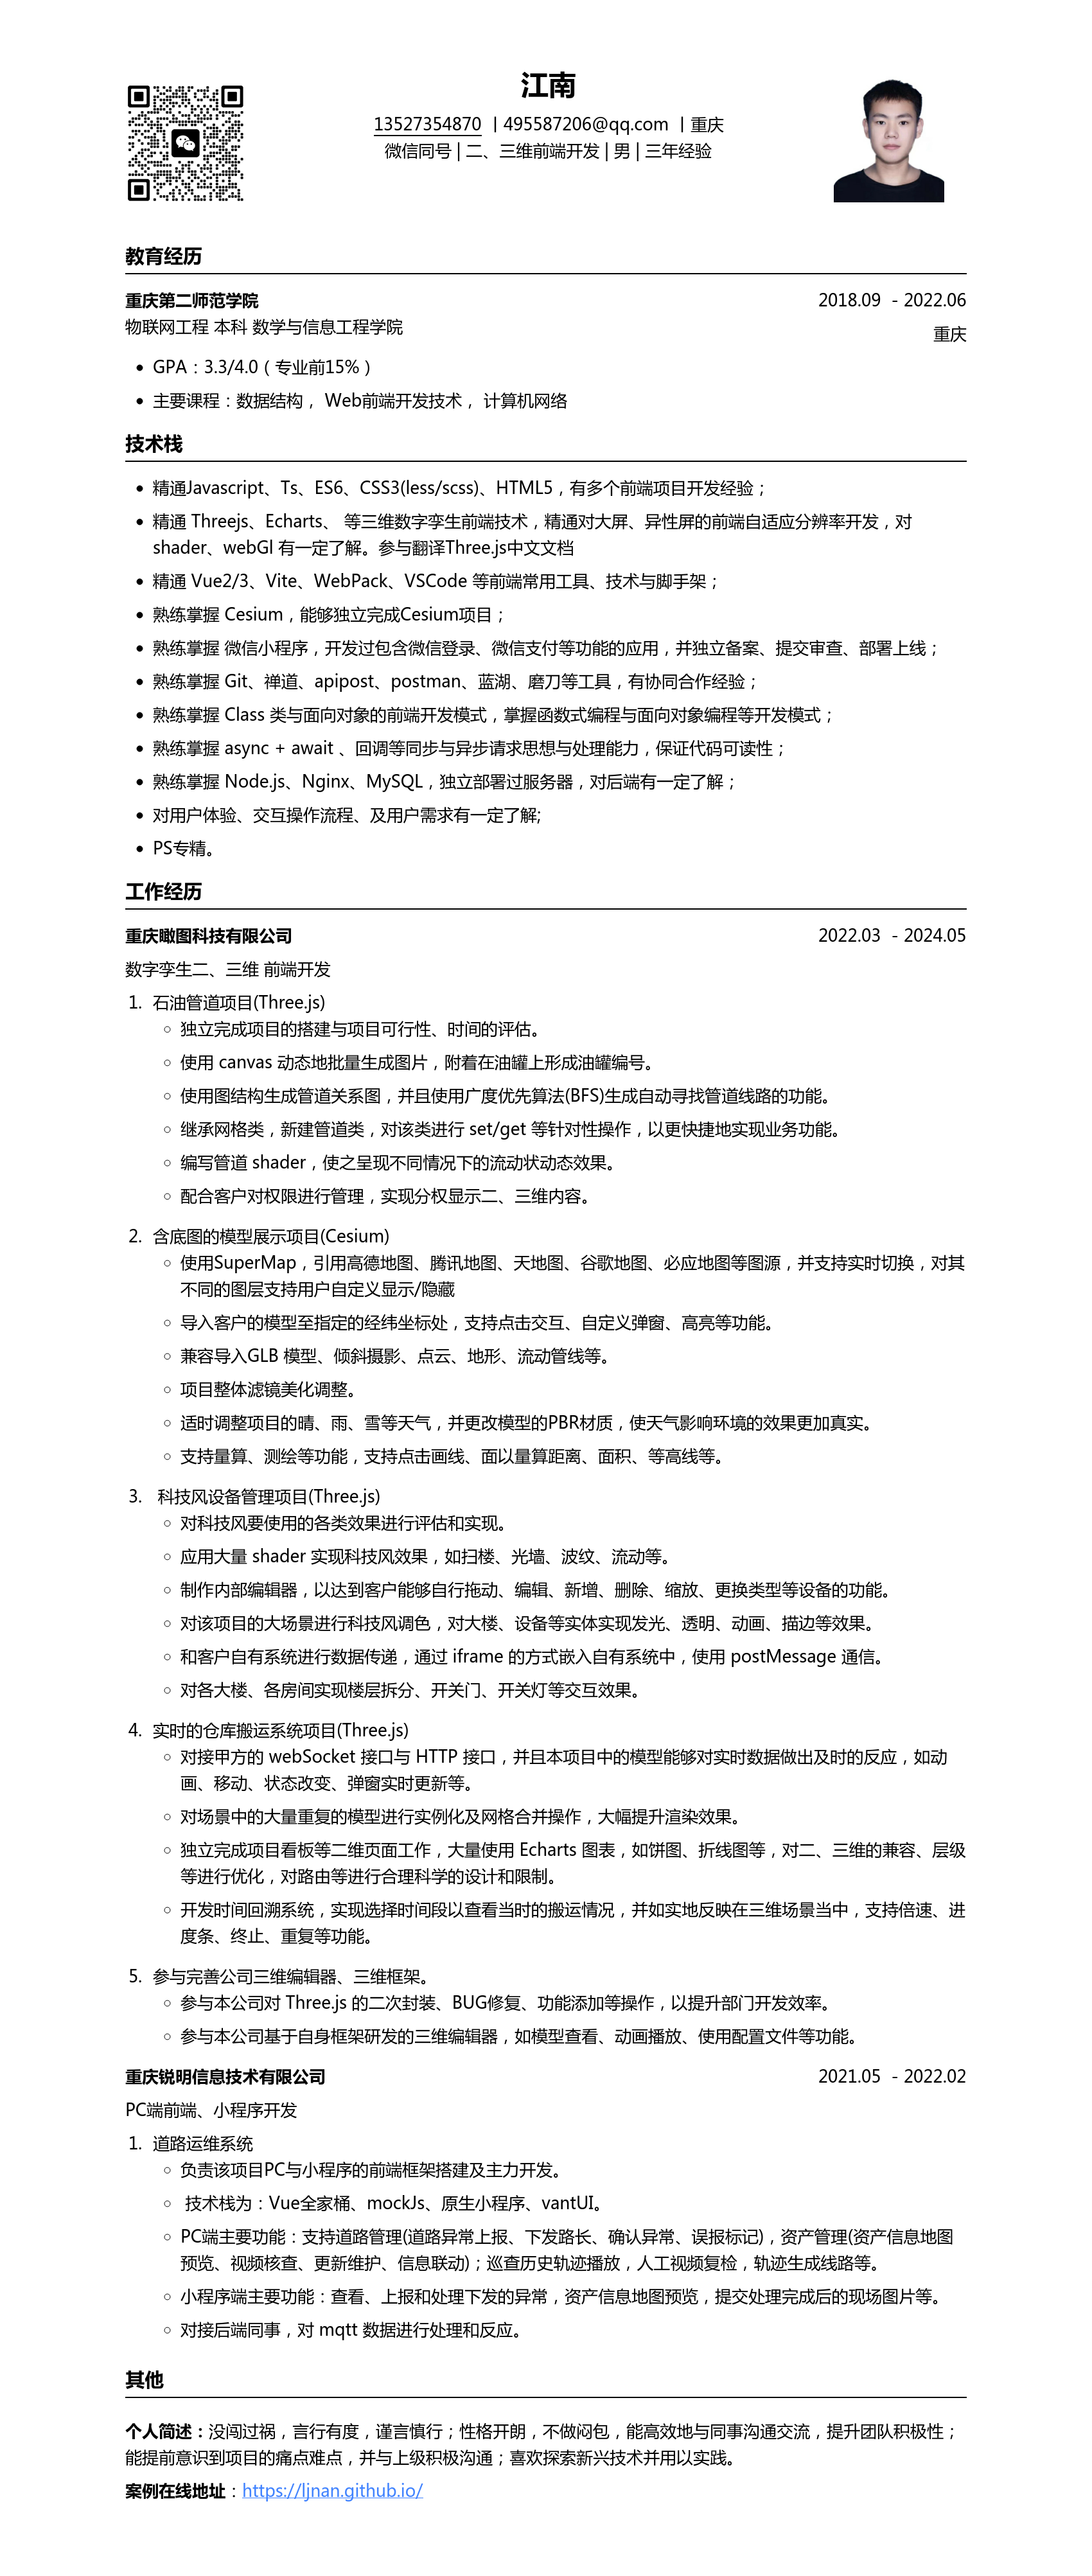 江南
13527354870 | 495587206@qq.com | 重庆
微信同号 | 二、三维前端开发 | 男 | 三年经验
教育经历
重庆第二师范学院 2018.09 - 2022.06
物联网工程 本科 数学与信息工程学院 重庆
• GPA：3.3/4.0（专业前15%）
• 主要课程：数据结构， Web前端开发技术， 计算机网络
技术栈
• 精通Javascript、Ts、ES6、CSS3(less/scss)、HTML5，有多个前端项目开发经验；
• 精通 Threejs、Echarts、 等三维数字孪生前端技术，精通对大屏、异性屏的前端自适应分辨率开发，对
shader、webGl 有一定了解。参与翻译Three.js中文文档
• 精通 Vue2/3、Vite、WebPack、VSCode 等前端常用工具、技术与脚手架；
• 熟练掌握 Cesium，能够独立完成Cesium项目；
• 熟练掌握 微信小程序，开发过包含微信登录、微信支付等功能的应用，并独立备案、提交审查、部署上线；
• 熟练掌握 Git、禅道、apipost、postman、蓝湖、磨刀等工具，有协同合作经验；
• 熟练掌握 Class 类与面向对象的前端开发模式，掌握函数式编程与面向对象编程等开发模式；
• 熟练掌握 async + await 、回调等同步与异步请求思想与处理能力，保证代码可读性；
• 熟练掌握 Node.js、Nginx、MySQL，独立部署过服务器，对后端有一定了解；
• 对用户体验、交互操作流程、及用户需求有一定了解;
• PS专精。
工作经历
重庆瞰图科技有限公司 2022.03 - 2024.05
数字孪生二、三维 前端开发
1. 石油管道项目(Three.js)
○ 独立完成项目的搭建与项目可行性、时间的评估。
○ 使用 canvas 动态地批量生成图片，附着在油罐上形成油罐编号。
○ 使用图结构生成管道关系图，并且使用广度优先算法(BFS)生成自动寻找管道线路的功能。
○ 继承网格类，新建管道类，对该类进行 set/get 等针对性操作，以更快捷地实现业务功能。
○ 编写管道 shader，使之呈现不同情况下的流动状动态效果。
○ 配合客户对权限进行管理，实现分权显示二、三维内容。
2. 含底图的模型展示项目(Cesium)
○ 使用SuperMap，引用高德地图、腾讯地图、天地图、谷歌地图、必应地图等图源，并支持实时切换，对其
不同的图层支持用户自定义显示/隐藏
○ 导入客户的模型至指定的经纬坐标处，支持点击交互、自定义弹窗、高亮等功能。
○ 兼容导入GLB 模型、倾斜摄影、点云、地形、流动管线等。
○ 项目整体滤镜美化调整。
○ 适时调整项目的晴、雨、雪等天气，并更改模型的PBR材质，使天气影响环境的效果更加真实。
○ 支持量算、测绘等功能，支持点击画线、面以量算距离、面积、等高线等。
3. 科技风设备管理项目(Three.js)
○ 对科技风要使用的各类效果进行评估和实现。
○ 应用大量 shader 实现科技风效果，如扫楼、光墙、波纹、流动等。
○ 制作内部编辑器，以达到客户能够自行拖动、编辑、新增、删除、缩放、更换类型等设备的功能。
○ 对该项目的大场景进行科技风调色，对大楼、设备等实体实现发光、透明、动画、描边等效果。
○ 和客户自有系统进行数据传递，通过 iframe 的方式嵌入自有系统中，使用 postMessage 通信。
○ 对各大楼、各房间实现楼层拆分、开关门、开关灯等交互效果。
4. 实时的仓库搬运系统项目(Three.js)
○ 对接甲方的 webSocket 接口与 HTTP 接口，并且本项目中的模型能够对实时数据做出及时的反应，如动
画、移动、状态改变、弹窗实时更新等。
○ 对场景中的大量重复的模型进行实例化及网格合并操作，大幅提升渲染效果。
○ 独立完成项目看板等二维页面工作，大量使用 Echarts 图表，如饼图、折线图等，对二、三维的兼容、层级
等进行优化，对路由等进行合理科学的设计和限制。
○ 开发时间回溯系统，实现选择时间段以查看当时的搬运情况，并如实地反映在三维场景当中，支持倍速、进
度条、终止、重复等功能。
5. 参与完善公司三维编辑器、三维框架。
○ 参与本公司对 Three.js 的二次封装、BUG修复、功能添加等操作，以提升部门开发效率。
○ 参与本公司基于自身框架研发的三维编辑器，如模型查看、动画播放、使用配置文件等功能。
重庆锐明信息技术有限公司 2021.05 - 2022.02
PC端前端、小程序开发
1. 道路运维系统
○ 负责该项目PC与小程序的前端框架搭建及主力开发。
○ 技术栈为：Vue全家桶、mockJs、原生小程序、vantUI。
○ PC端主要功能：支持道路管理(道路异常上报、下发路长、确认异常、误报标记)，资产管理(资产信息地图
预览、视频核查、更新维护、信息联动)；巡查历史轨迹播放，人工视频复检，轨迹生成线路等。
○ 小程序端主要功能：查看、上报和处理下发的异常，资产信息地图预览，提交处理完成后的现场图片等。
○ 对接后端同事，对 mqtt 数据进行处理和反应。
其他
个人简述：没闯过祸，言行有度，谨言慎行；性格开朗，不做闷包，能高效地与同事沟通交流，提升团队积极性；
能提前意识到项目的痛点难点，并与上级积极沟通；喜欢探索新兴技术并用以实践。
案例在线地址：https://ljnan.github.io/